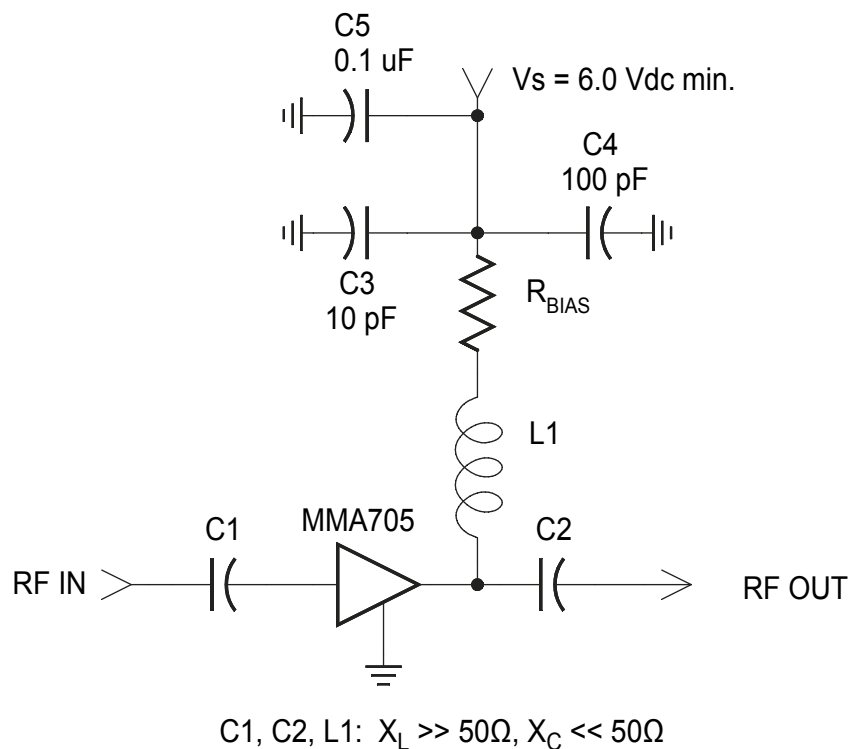 C5
0.1 uF
Vs = 6.0 Vdc min.
C4
100 pF
C3
10 pF
RBIAS
L1
C1
MMA705
C2
RF IN
RF OUT
C1, C2, L1: XL >> 50Ω, XC << 50Ω